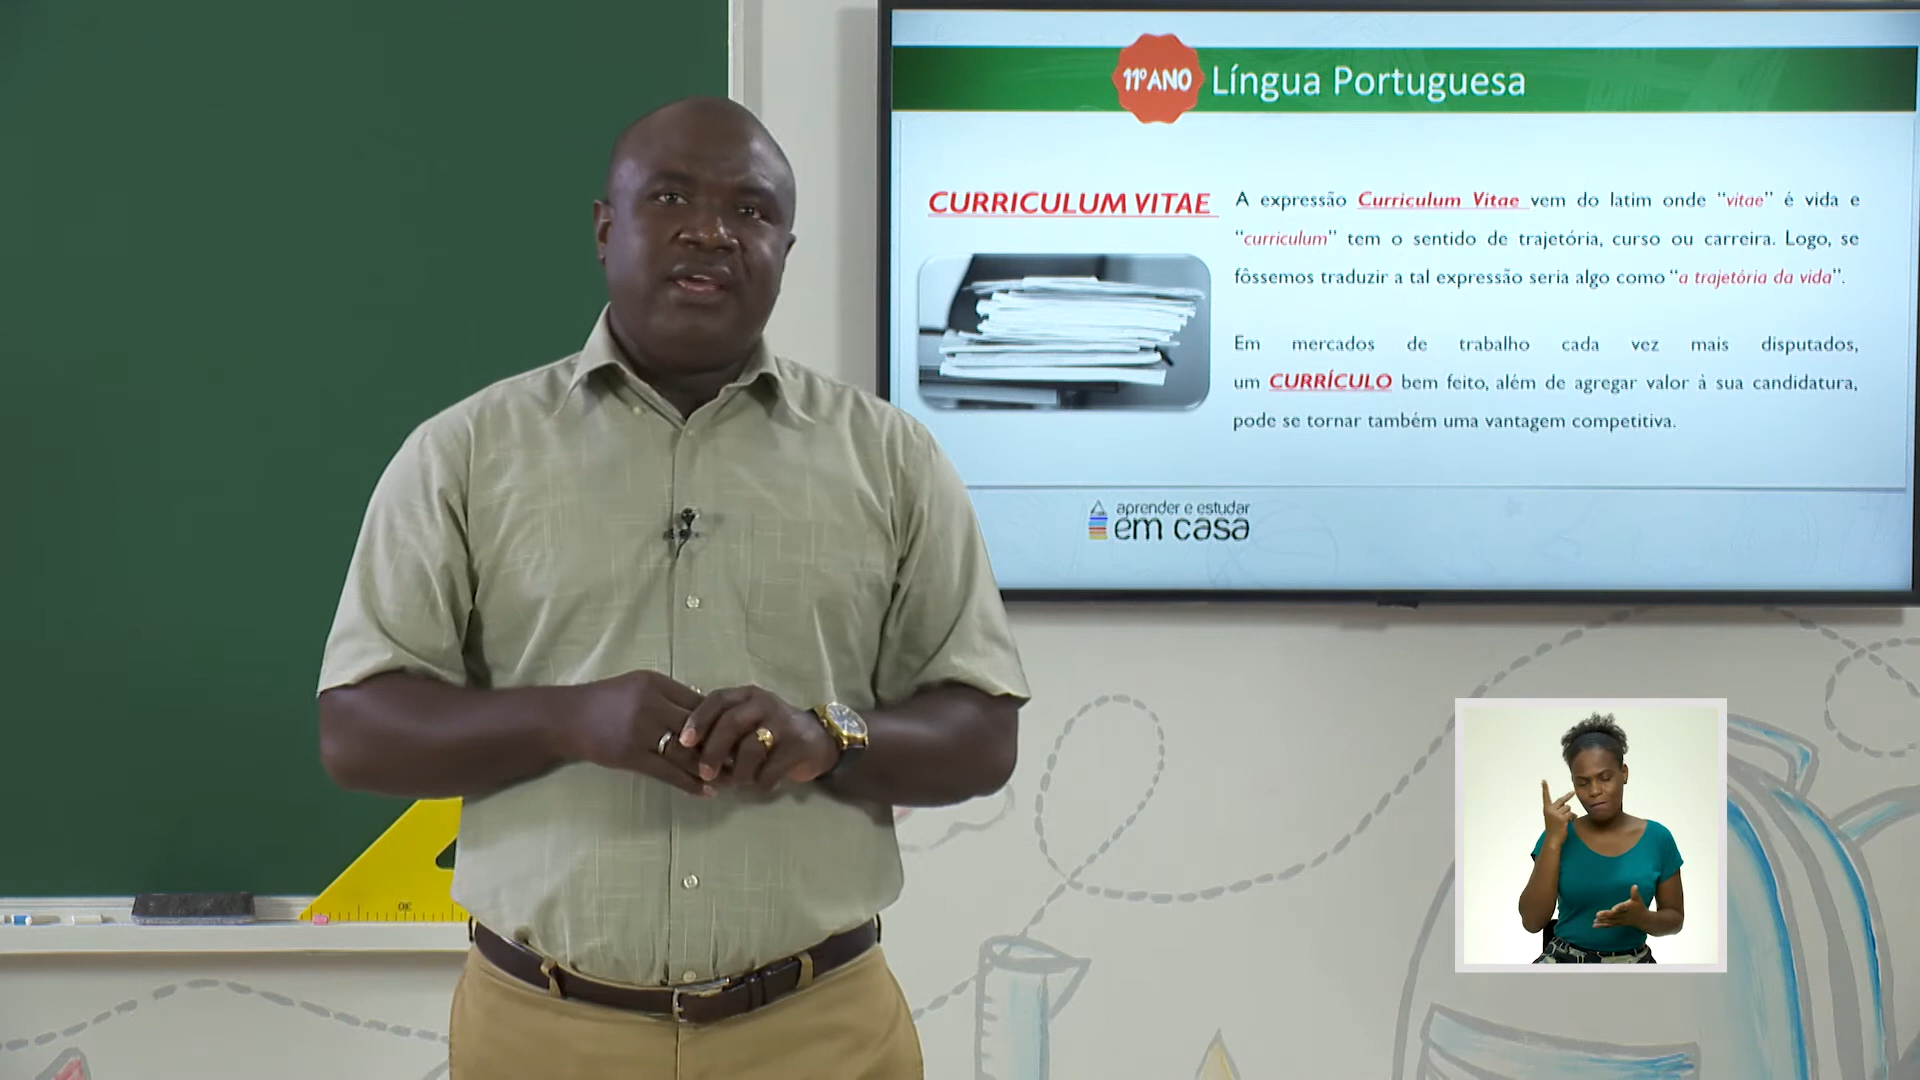 11ºANO Língua Portuguesa
CURRICULUM VITAE
A expressão Curriculum Vitae vem do latim onde “vitae” é vida e
“curriculum” tem o sentido de trajetória, curso ou carreira. Logo, se
fôssemos traduzir a tal expressão seria algo como “a trajetória da vida”.
Em mercados de trabalho cada vez mais disputados,
um CURRÍCULO bem feito, além de agregar valor à sua candidatura,
pode se tornar também uma vantagem competitiva.
aprender e estudar
em casa
30